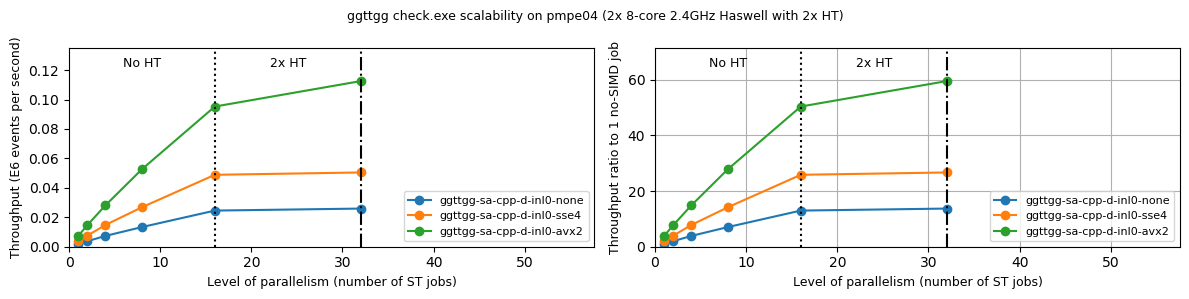 ggttgg check.exe scalability on pmpe04 (2x 8-core 2.4GHz Haswell with 2x HT)
Throughput (E6 events per second)
0.12
0.10
0.08
0.06
0.04
0.02
0.00
No HT
2x HT
ggttgg-sa-cpp-d-inl0-none
ggttgg-sa-cpp-d-inl0-sse4
ggttgg-sa-cpp-d-inl0-avx2
0 10 20 30 40 50
Level of parallelism (number of ST jobs)
Throughput ratio to 1 no-SIMD job
60
40
20
0
No HT
2x HT
ggttgg-sa-cpp-d-inl0-none
ggttgg-sa-cpp-d-inl0-sse4
ggttgg-sa-cpp-d-inl0-avx2
0 10 20 30 40 50
Level of parallelism (number of ST jobs)